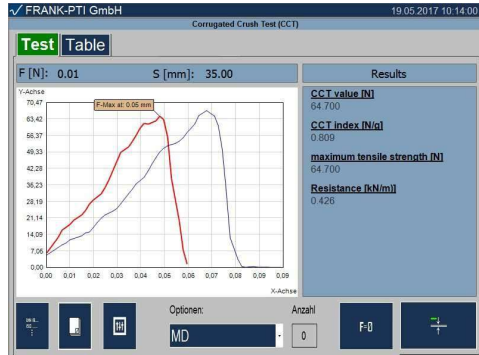 FRANK-PTI GmbH
19.05.2017 10:14:00
Corrugated Crush Test (CCT)
Test
Table
F [N]: 0.01
S [mm]: 35.00
Results
Y-Achse
70,47
63,42
56,37
49,33
42,28
35,23
28,19
21,14
14,09
7,05
0,00
F-Max at: 0.05 mm
0,00 0,01 0,02 0,03 0,04 0,05 0,06 0,07 0,08 0,09 0,09
X-Achse
CCT value [N]
64.700
CCT index [N/g]
0.809
maximum tensile strength [N]
64.700
Resistance [kN/m)]
0.426
Optionen:
Anzahl
MD
0
F=0